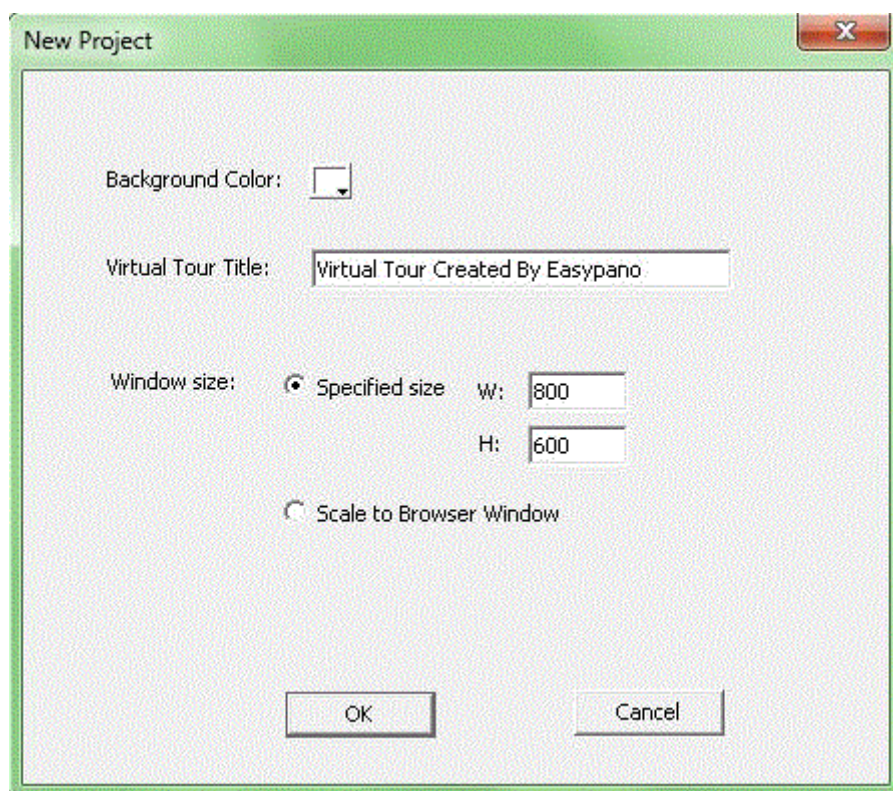 New Project
Background Color:
Virtual Tour Title: Virtual Tour Created By Easypano
Window size: Specified size W: 800
H: 600
Scale to Browser Window
OK Cancel